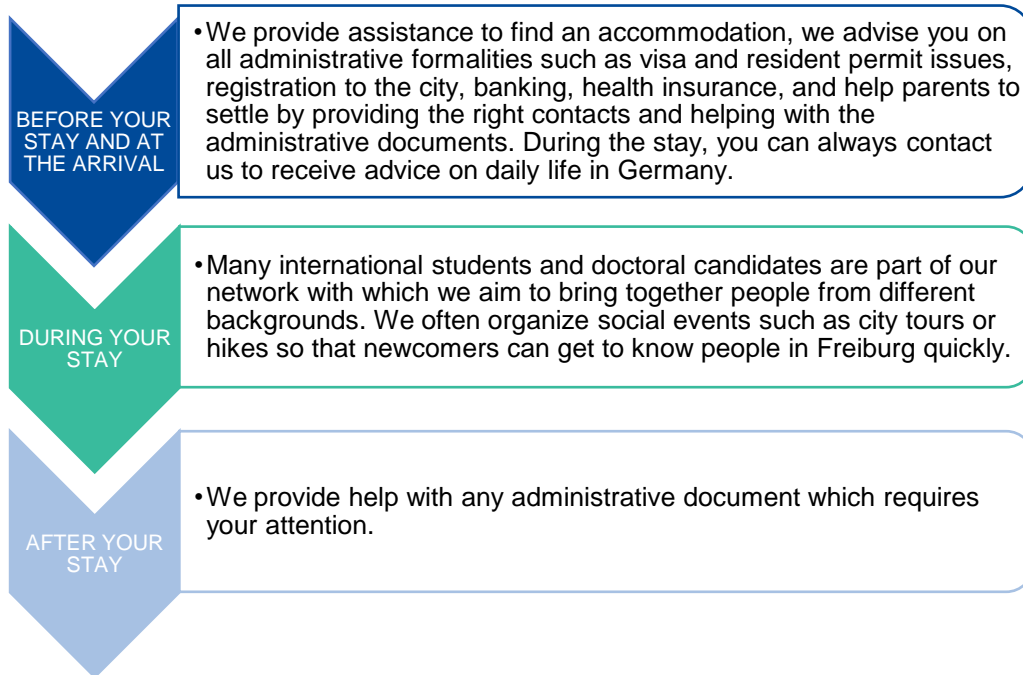 BEFORE YOUR
STAY AND AT
THE ARRIVAL
•We provide assistance to find an accommodation, we advise you on
all administrative formalities such as visa and resident permit issues,
registration to the city, banking, health insurance, and help parents to
settle by providing the right contacts and helping with the
administrative documents. During the stay, you can always contact
us to receive advice on daily life in Germany.
DURING YOUR
STAY
•Many international students and doctoral candidates are part of our
network with which we aim to bring together people from different
backgrounds. We often organize social events such as city tours or
hikes so that newcomers can get to know people in Freiburg quickly.
AFTER YOUR
STAY
•We provide help with any administrative document which requires
your attention.